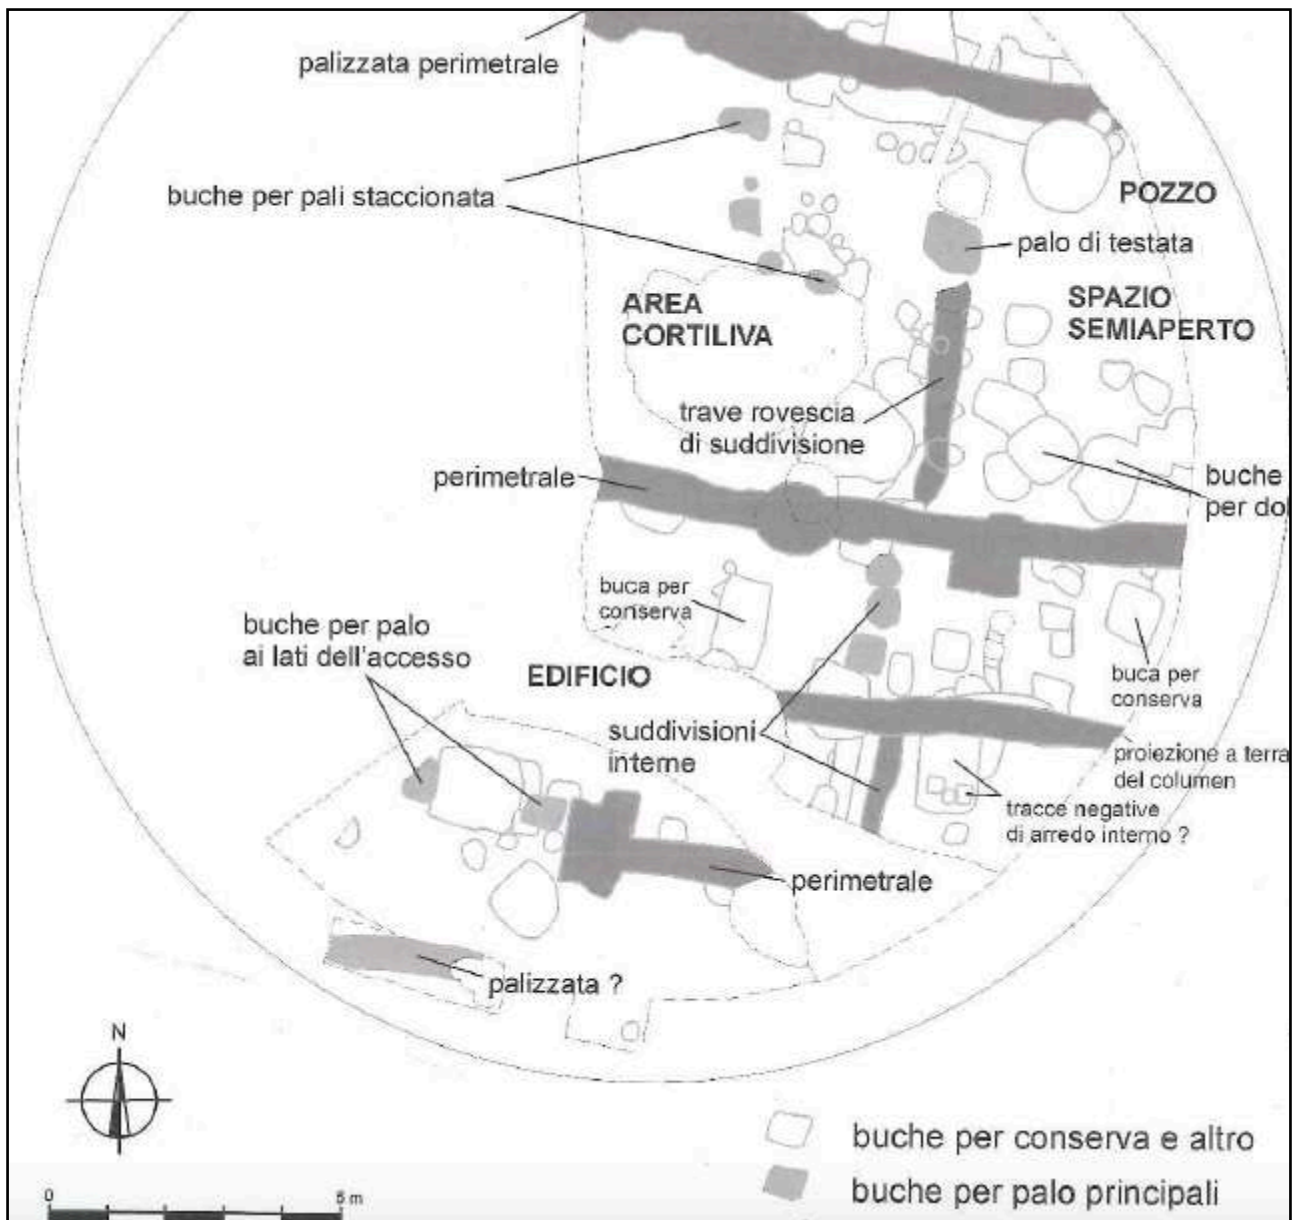 palizzata perimetrale
buche per pali staccionata
POZZO
palo di testata
AREA
CORTILIVA
SPAZIO
SEMIAPERTO
trave rovescia
di suddivisione
perimetrale
buche
per dol
buca per
conserva
buche per palo
ai lati dell'accesso
EDIFICIO
buca per
conserva
suddivisioni
interne
proiezione a terra
del columen
tracce negative
di arredo interno ?
perimetrale
palizzata ?
N
buche per conserva e altro
buche per palo principali
0
5 m